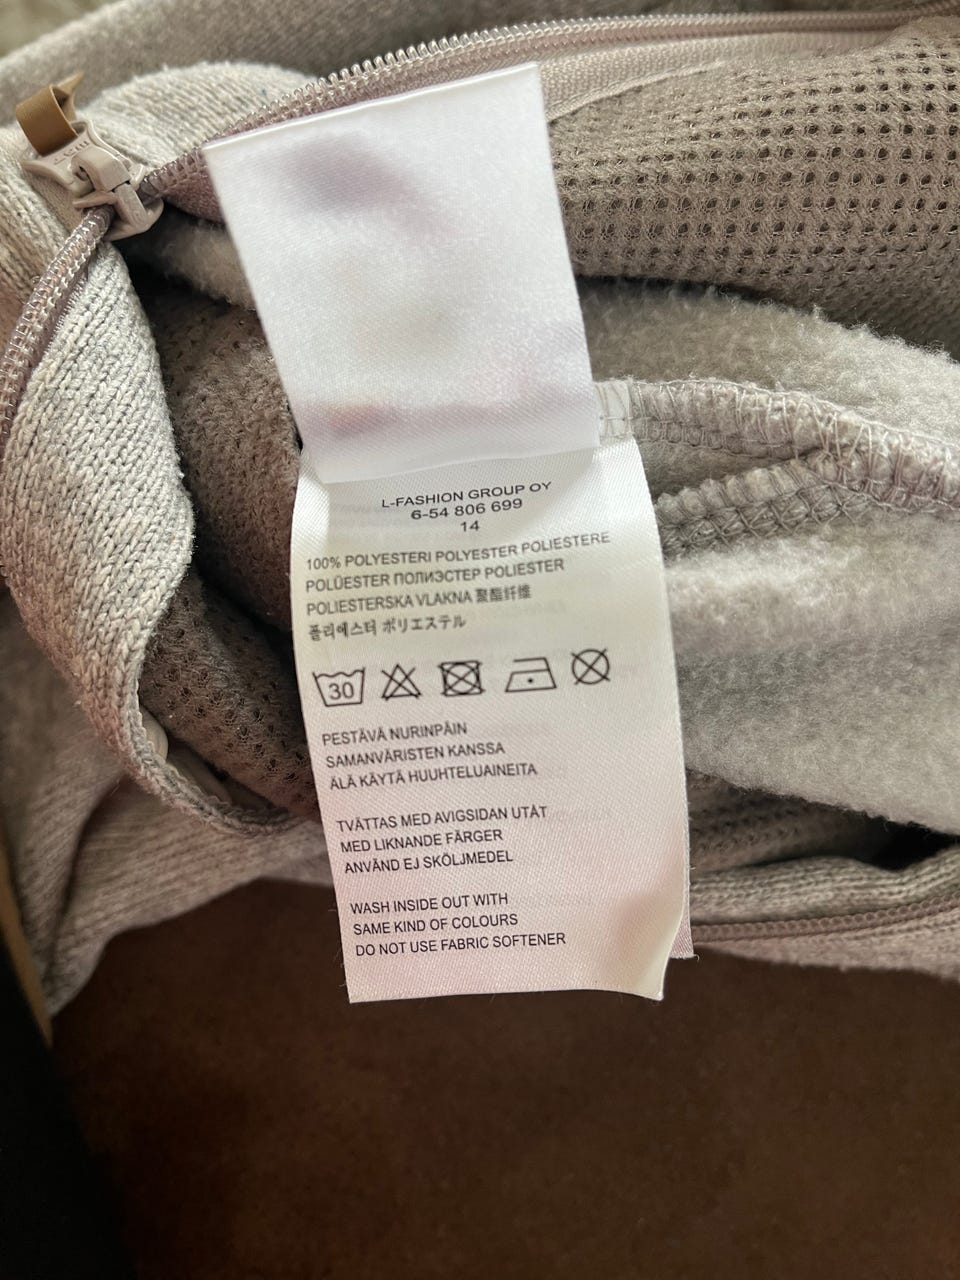 L-FASHION GROUP OY
6-54 806 699
14
100% POLYESTERI POLYESTER POLIESTERE
POLÜESTER ПОЛИЭСТЕР POLIESTER
POLIESTERSKA VLAKNA 聚酯纤维
폴리에스터 ポリエステル
30
PESTÄVÄ NURINPÄIN
SAMANVÄRISTEN KANSSA
ÄLÄ KÄYTÄ HUUHTELUAINEITA
TVÄTTAS MED AVIGSIDAN UTÅT
MED LIKNANDE FÄRGER
ANVÄND EJ SKÖLJMEDEL
WASH INSIDE OUT WITH
SAME KIND OF COLOURS
DO NOT USE FABRIC SOFTENER